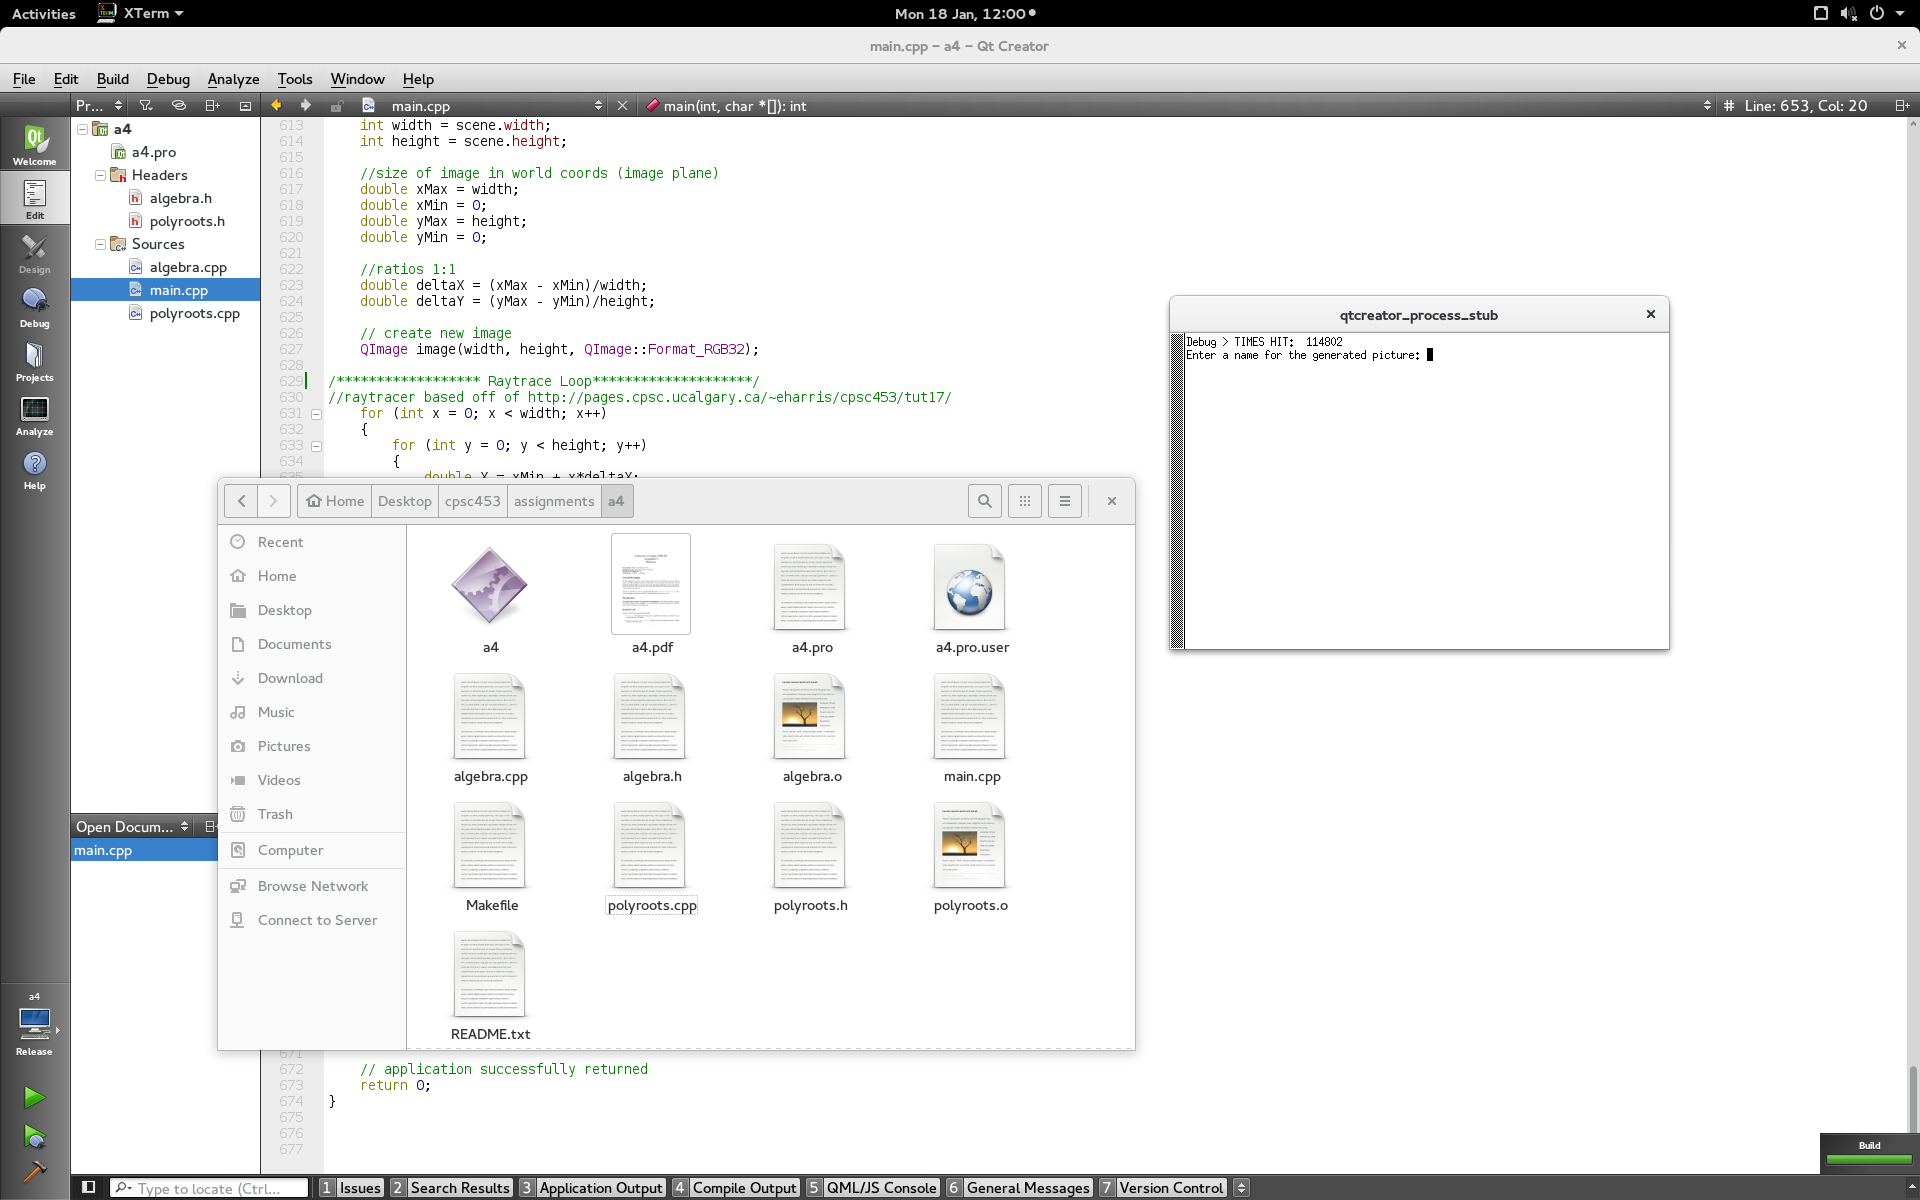 Activities XTerm Mon 18 Jan, 12:00
main.cpp – a4 – Qt Creator
File Edit Build Debug Analyze Tools Window Help
Pr... main.cpp main(int, char *[]): int # Line: 653, Col: 20
Welcome
Edit
Design
Debug
Projects
Analyze
Help
a4
a4.pro
Headers
algebra.h
polyroots.h
Sources
algebra.cpp
main.cpp
polyroots.cpp
Open Docum...
main.cpp
613 int width = scene.width;
614 int height = scene.height;
615
616 //size of image in world coords (image plane)
617 double xMax = width;
618 double xMin = 0;
619 double yMax = height;
620 double yMin = 0;
621
622 //ratios 1:1
623 double deltaX = (xMax - xMin)/width;
624 double deltaY = (yMax - yMin)/height;
625
626 // create new image
627 QImage image(width, height, QImage::Format_RGB32);
628
629 /****************** Raytrace Loop********************/
630 //raytracer based off of http://pages.cpsc.ucalgary.ca/~eharris/cpsc453/tut17/
631 for (int x = 0; x < width; x++)
632 {
633 for (int y = 0; y < height; y++)
634 {
635 double X = xMin + x*deltaX;
qtcreator_process_stub
Debug > TIMES HIT: 114802
Enter a name for the generated picture:
Home Desktop cpsc453 assignments a4
Recent
Home
Desktop
Documents
Download
Music
Pictures
Videos
Trash
Computer
Browse Network
Connect to Server
a4 a4.pdf a4.pro a4.pro.user
algebra.cpp algebra.h algebra.o main.cpp
Makefile polyroots.cpp polyroots.h polyroots.o
README.txt
671
672 // application successfully returned
673 return 0;
674 }
675
676
677
a4
Release
Build
Type to locate (Ctrl... 1 Issues 2 Search Results 3 Application Output 4 Compile Output 5 QML/JS Console 6 General Messages 7 Version Control